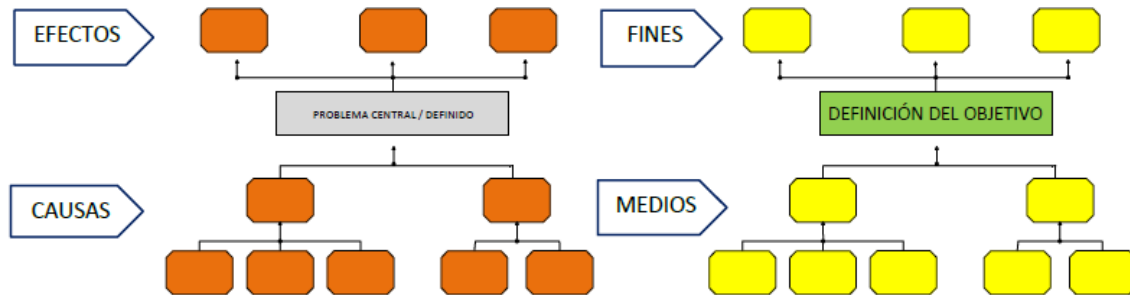 EFECTOS
PROBLEMA CENTRAL / DEFINIDO
CAUSAS
FINES
DEFINICIÓN DEL OBJETIVO
MEDIOS